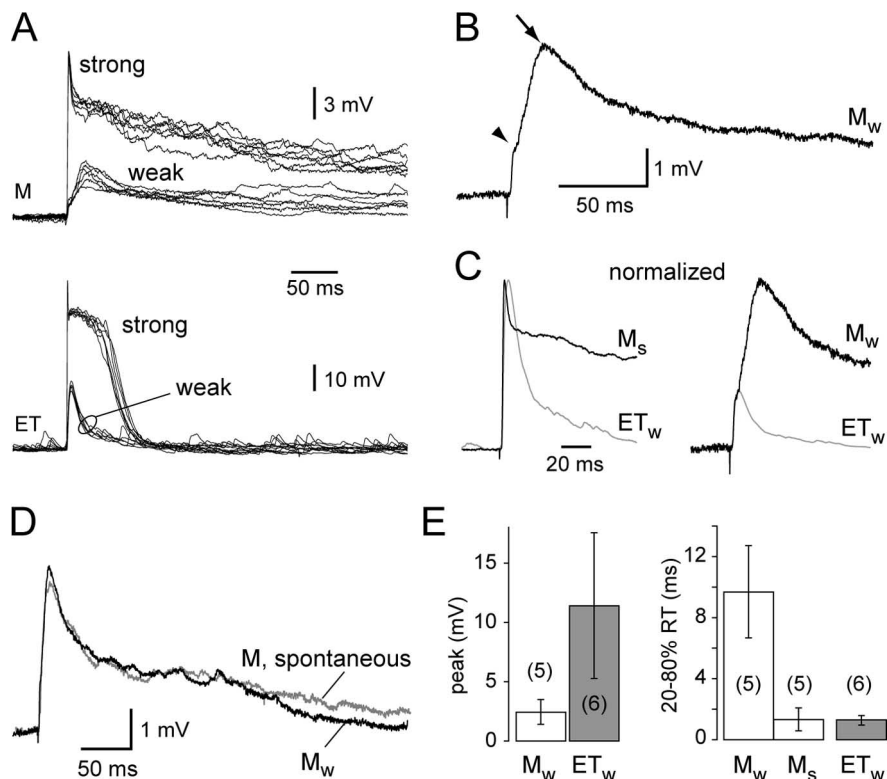 A
strong
3 mV
weak
M
50 ms
strong
10 mV
weak
ET
B
M_w
1 mV
50 ms
C
normalized
M_s
ET_w
20 ms
M_w
ET_w
D
M, spontaneous
1 mV
M_w
50 ms
E
peak (mV)
15
10
5
0
(5)
(6)
M_w
ET_w
20-80% RT (ms)
12
8
4
0
(5)
(5)
(6)
M_w
M_s
ET_w